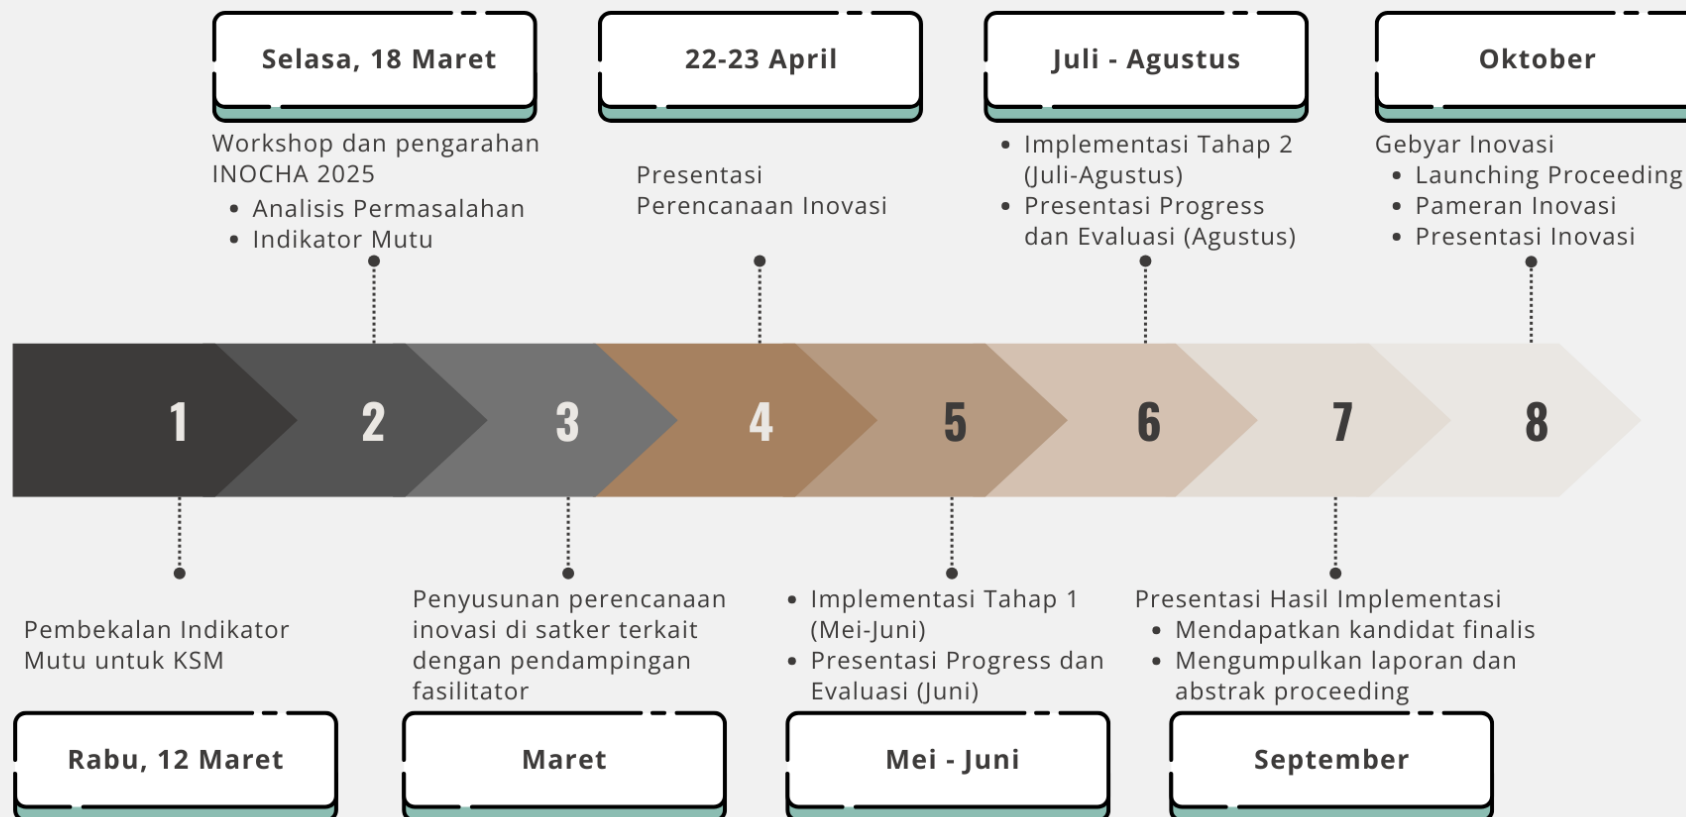 Selasa, 18 Maret
Workshop dan pengarahan
INOCHA 2025
• Analisis Permasalahan
• Indikator Mutu
22-23 April
Presentasi
Perencanaan Inovasi
Juli - Agustus
• Implementasi Tahap 2
(Juli-Agustus)
• Presentasi Progress
dan Evaluasi (Agustus)
Oktober
Gebyar Inovasi
• Launching Proceeding
• Pameran Inovasi
• Presentasi Inovasi
1
2
3
4
5
6
7
8
Pembekalan Indikator
Mutu untuk KSM
Rabu, 12 Maret
Penyusunan perencanaan
inovasi di satker terkait
dengan pendampingan
fasilitator
Maret
• Implementasi Tahap 1
(Mei-Juni)
• Presentasi Progress dan
Evaluasi (Juni)
Mei - Juni
Presentasi Hasil Implementasi
• Mendapatkan kandidat finalis
• Mengumpulkan laporan dan
abstrak proceeding
September